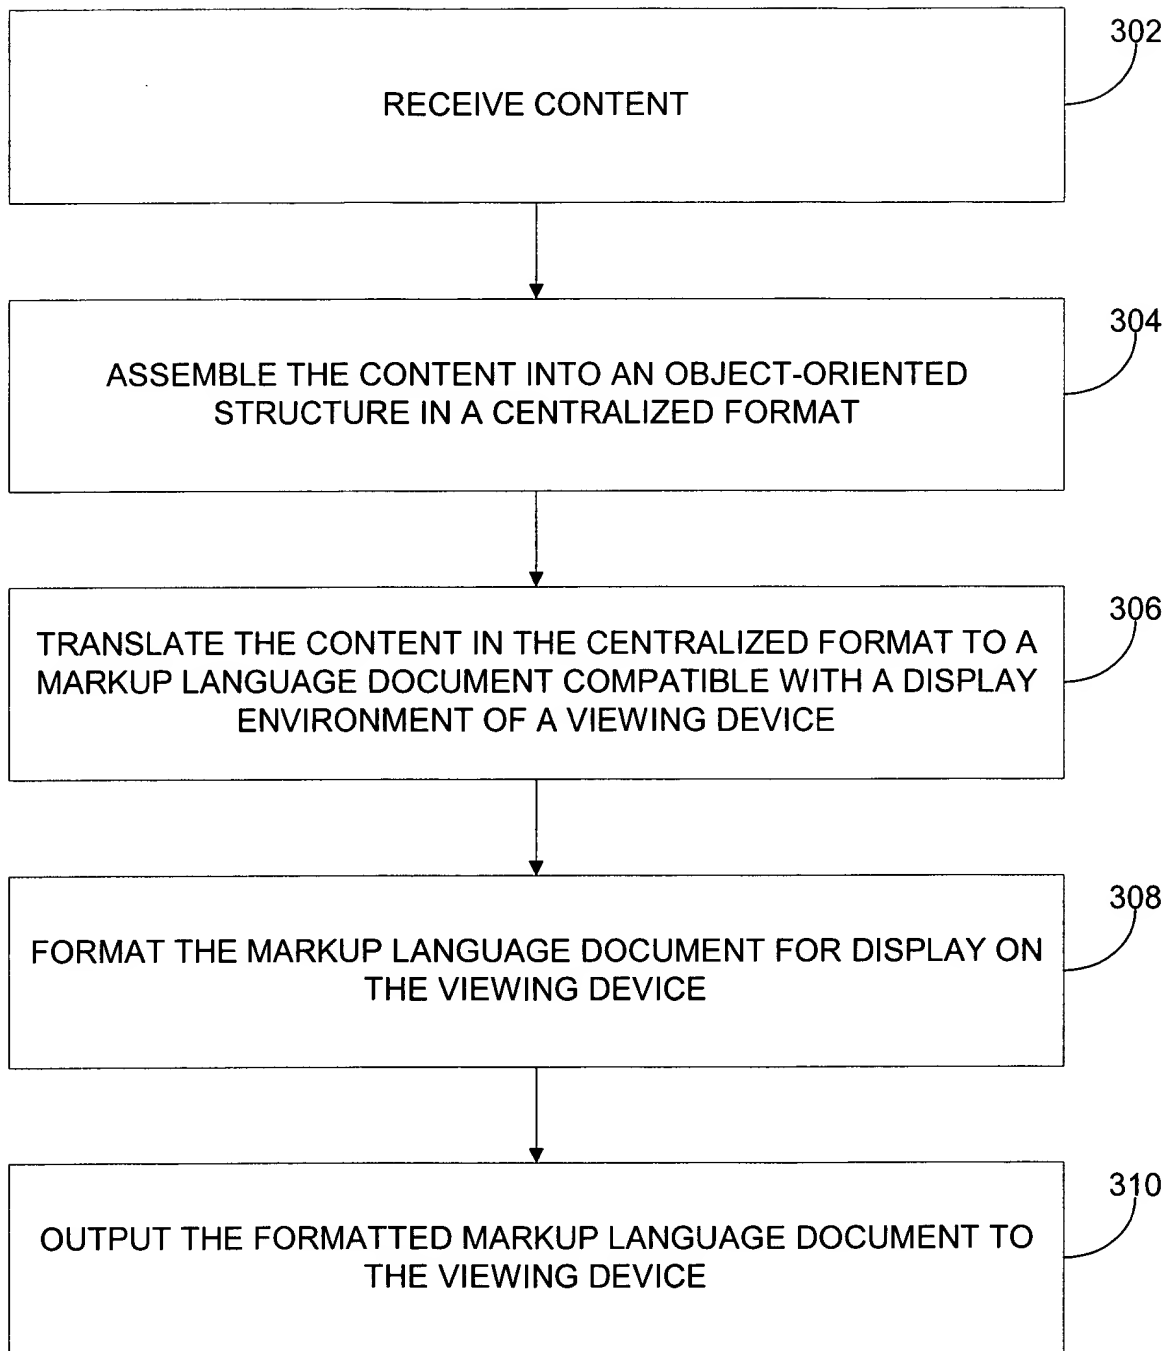 302
RECEIVE CONTENT
304
ASSEMBLE THE CONTENT INTO AN OBJECT-ORIENTED
STRUCTURE IN A CENTRALIZED FORMAT
306
TRANSLATE THE CONTENT IN THE CENTRALIZED FORMAT TO A
MARKUP LANGUAGE DOCUMENT COMPATIBLE WITH A DISPLAY
ENVIRONMENT OF A VIEWING DEVICE
308
FORMAT THE MARKUP LANGUAGE DOCUMENT FOR DISPLAY ON
THE VIEWING DEVICE
310
OUTPUT THE FORMATTED MARKUP LANGUAGE DOCUMENT TO
THE VIEWING DEVICE